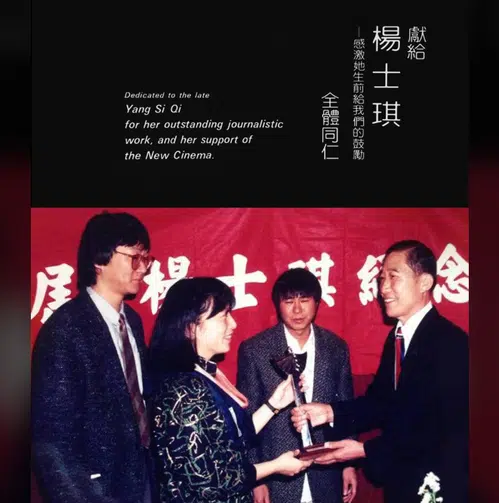 獻給
楊士琪
—感激她生前給我們的鼓勵
全體同仁
Dedicated to the late
Yang Si Qi
for her outstanding journalistic
work, and her support of
the New Cinema.
屆楊士琪紀念